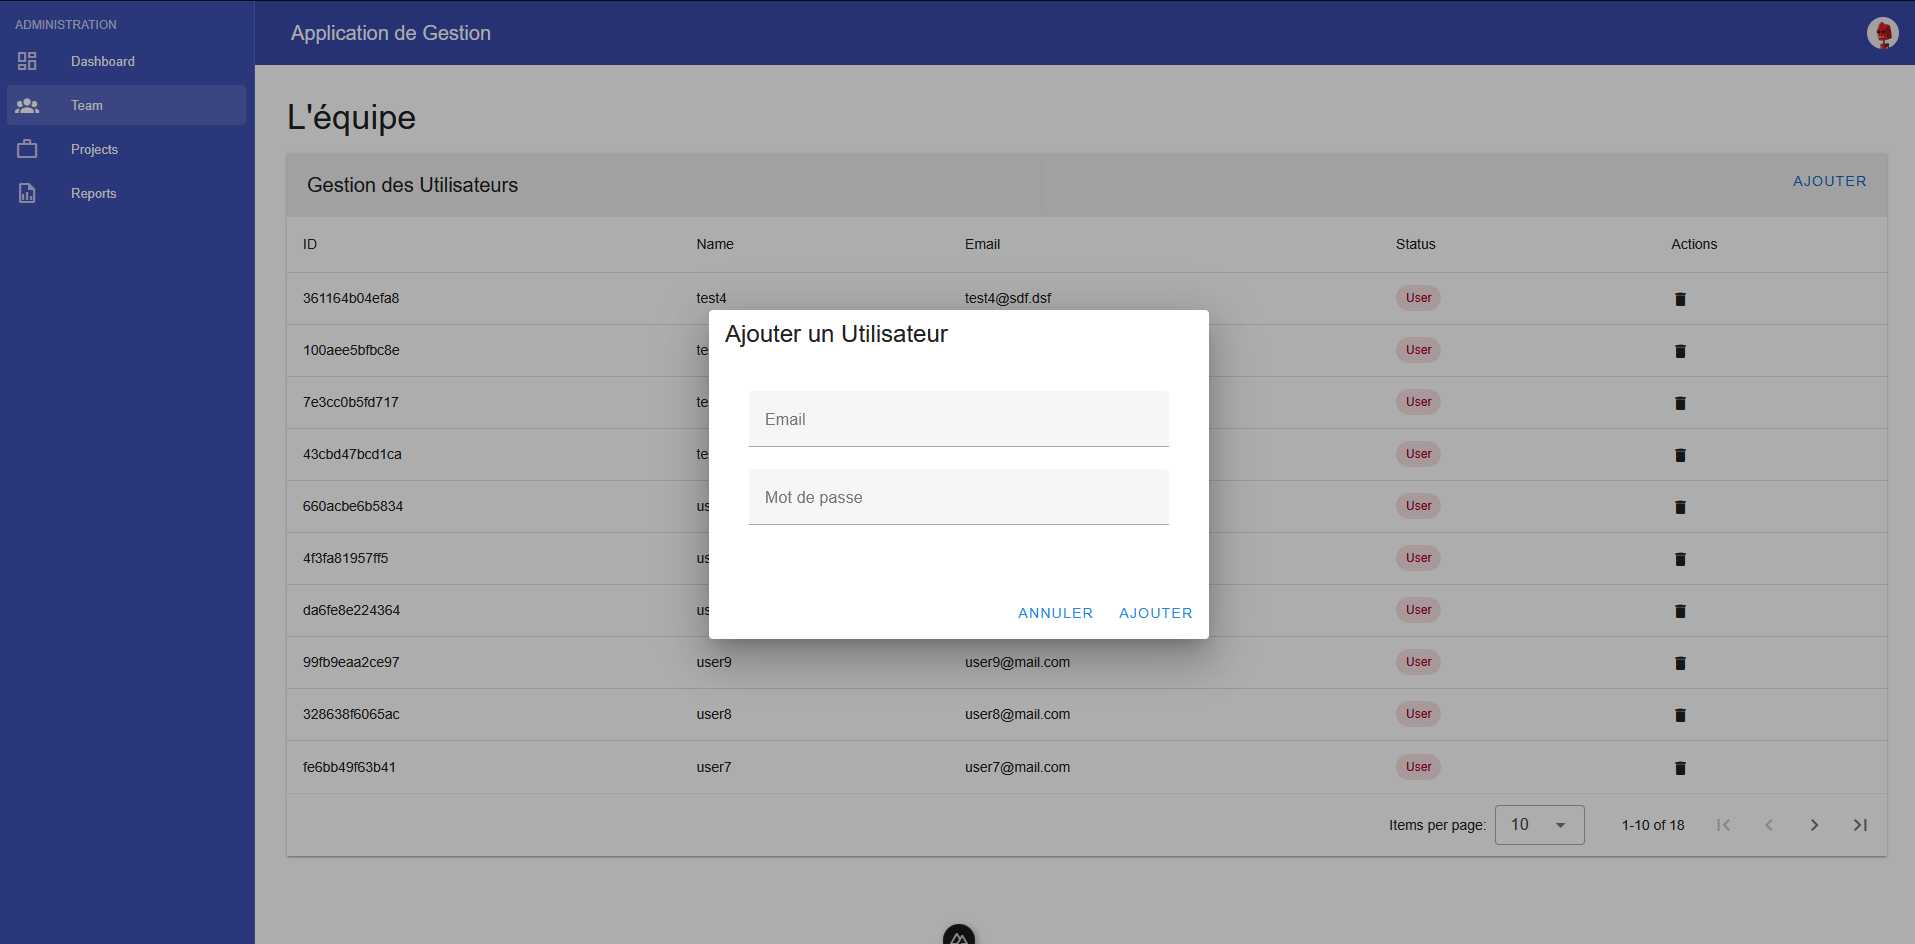 ADMINISTRATION
Dashboard
Team
Projects
Reports
Application de Gestion
L'équipe
Gestion des Utilisateurs
AJOUTER
ID Name Email Status Actions
361164b04efa8 test4 test4@sdf.dsf User
100aee5bfbc8e te User
7e3cc0b5fd717 te User
43cbd47bcd1ca te User
660acbe6b5834 us User
4f3fa81957ff5 us User
da6fe8e224364 us User
99fb9eaa2ce97 user9 user9@mail.com User
328638f6065ac user8 user8@mail.com User
fe6bb49f63b41 user7 user7@mail.com User
Items per page: 10 1-10 of 18
Ajouter un Utilisateur
Email
Mot de passe
ANNULER AJOUTER